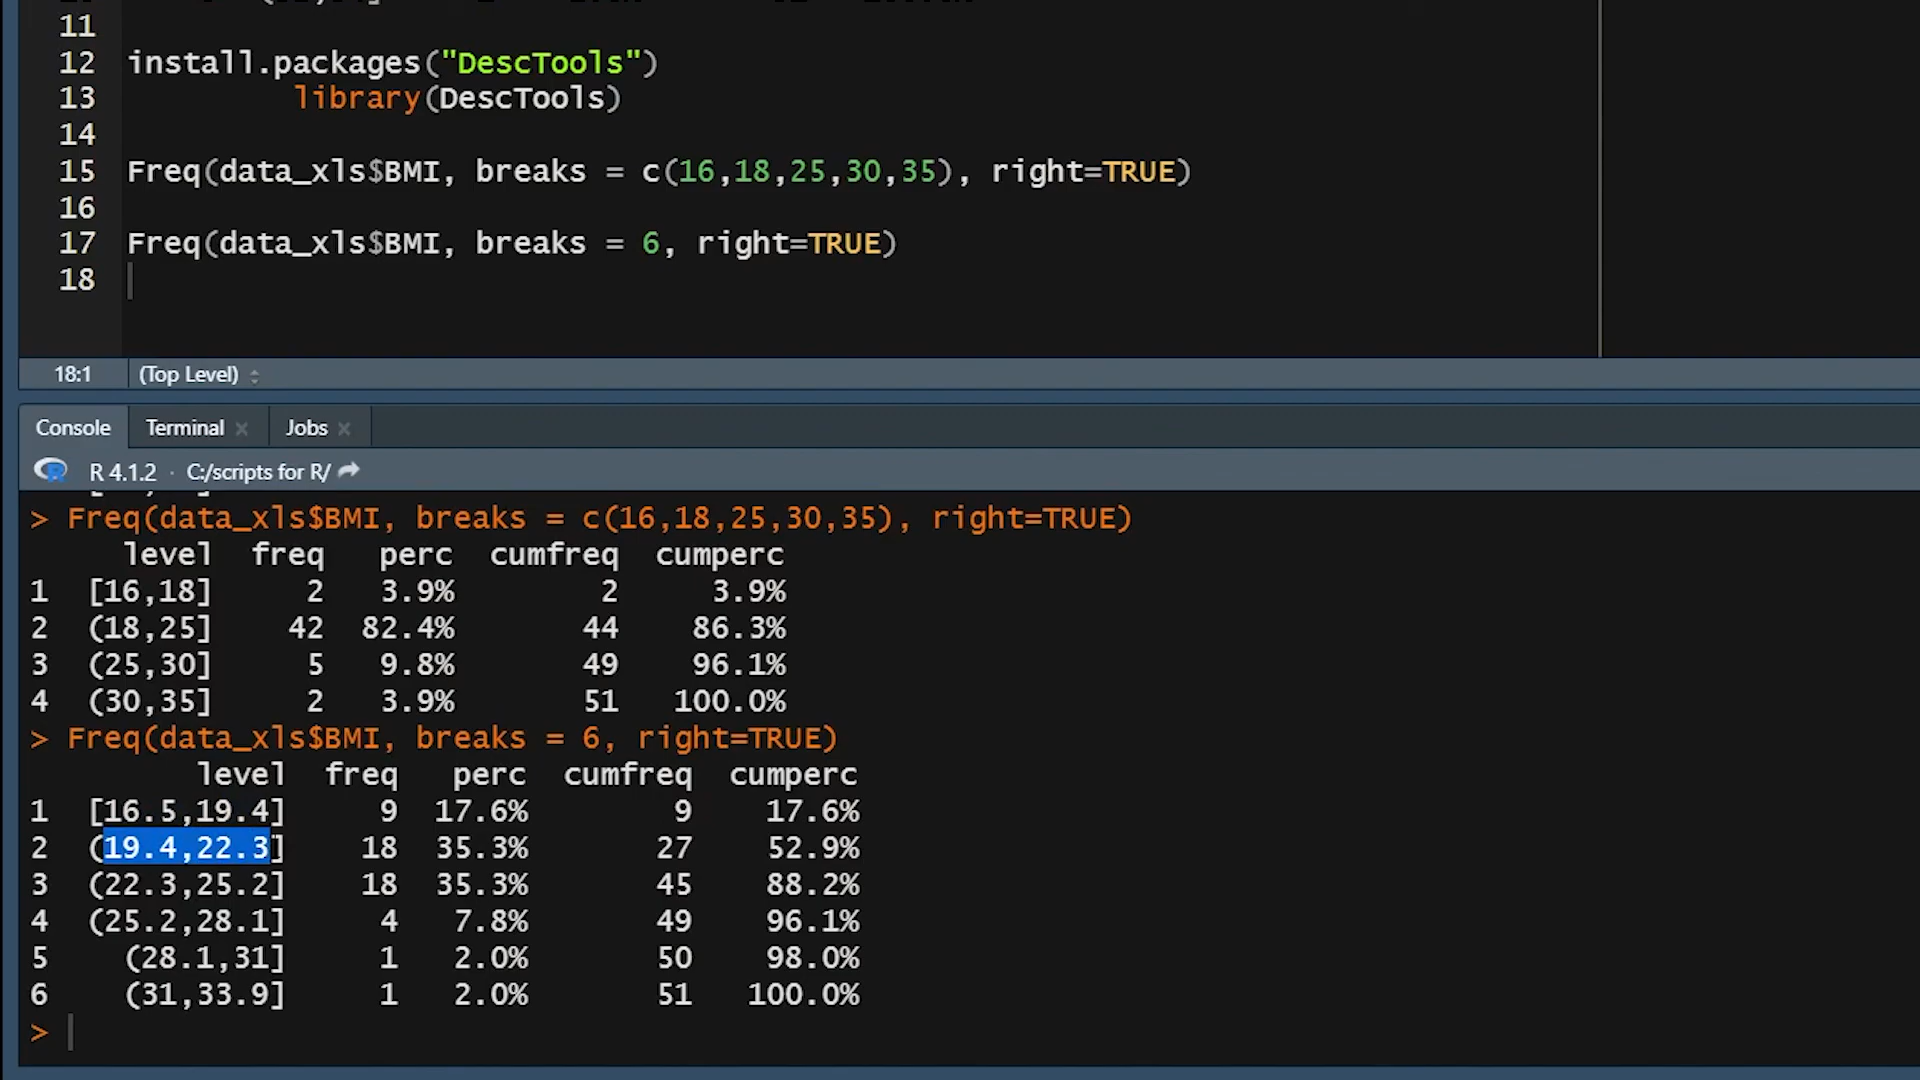 11
12 install.packages("DescTools")
13 library(DescTools)
14
15 Freq(data_xls$BMI, breaks = c(16,18,25,30,35), right=TRUE)
16
17 Freq(data_xls$BMI, breaks = 6, right=TRUE)
18
18:1 (Top Level)
Console Terminal Jobs
R 4.1.2 · C:/scripts for R/
> Freq(data_xls$BMI, breaks = c(16,18,25,30,35), right=TRUE)
level freq perc cumfreq cumperc
1 [16,18] 2 3.9% 2 3.9%
2 (18,25] 42 82.4% 44 86.3%
3 (25,30] 5 9.8% 49 96.1%
4 (30,35] 2 3.9% 51 100.0%
> Freq(data_xls$BMI, breaks = 6, right=TRUE)
level freq perc cumfreq cumperc
1 [16.5,19.4] 9 17.6% 9 17.6%
2 (19.4,22.3] 18 35.3% 27 52.9%
3 (22.3,25.2] 18 35.3% 45 88.2%
4 (25.2,28.1] 4 7.8% 49 96.1%
5 (28.1,31] 1 2.0% 50 98.0%
6 (31,33.9] 1 2.0% 51 100.0%
>